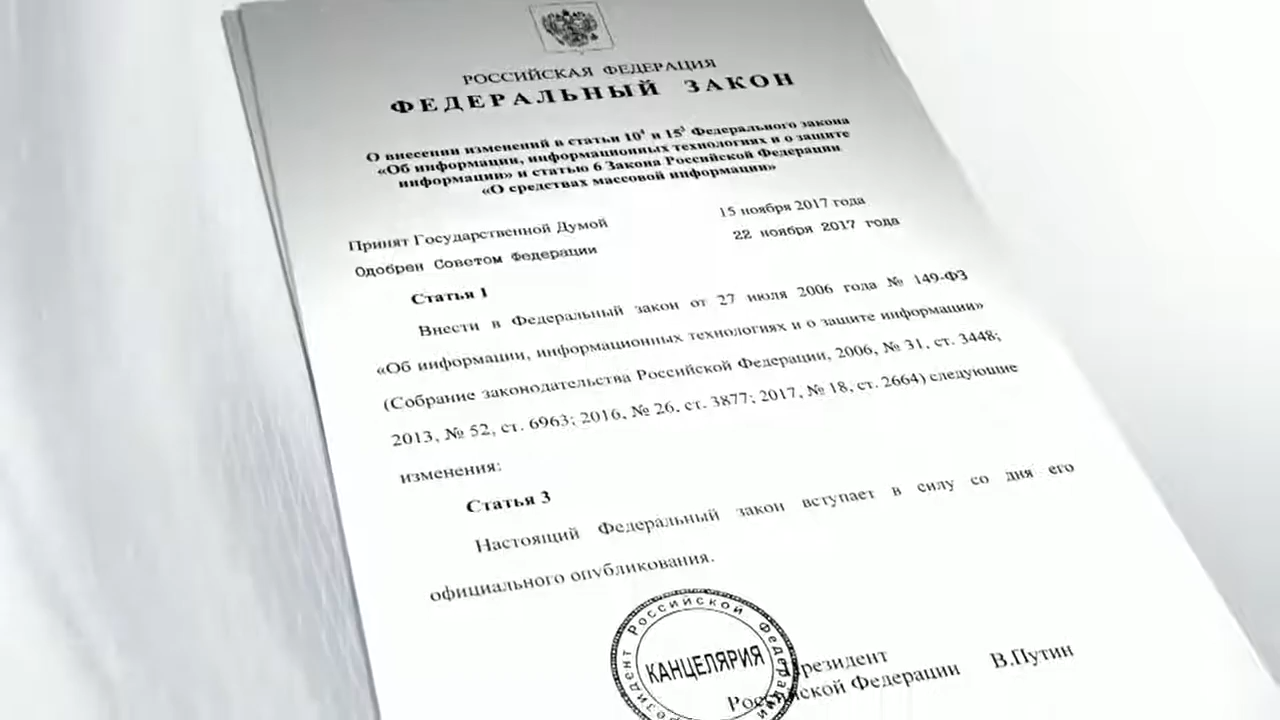 РОССИЙСКАЯ ФЕДЕРАЦИЯ
ФЕДЕРАЛЬНЫЙ ЗАКОН
О внесении изменений в статьи 10⁴ и 15³ Федерального закона
«Об информации, информационных технологиях и о защите
информации» и статью 6 Закона Российской Федерации
«О средствах массовой информации»
Принят Государственной Думой 15 ноября 2017 года
Одобрен Советом Федерации 22 ноября 2017 года
Статья 1
Внести в Федеральный закон от 27 июля 2006 года № 149-ФЗ
«Об информации, информационных технологиях и о защите информации»
(Собрание законодательства Российской Федерации, 2006, № 31, ст. 3448;
2013, № 52, ст. 6963; 2016, № 26, ст. 3877; 2017, № 18, ст. 2664) следующие
изменения:
Статья 3
Настоящий Федеральный закон вступает в силу со дня его
официального опубликования.
Президент Российской Федерации
КАНЦЕЛЯРИЯ
Президент
Российской Федерации В.Путин